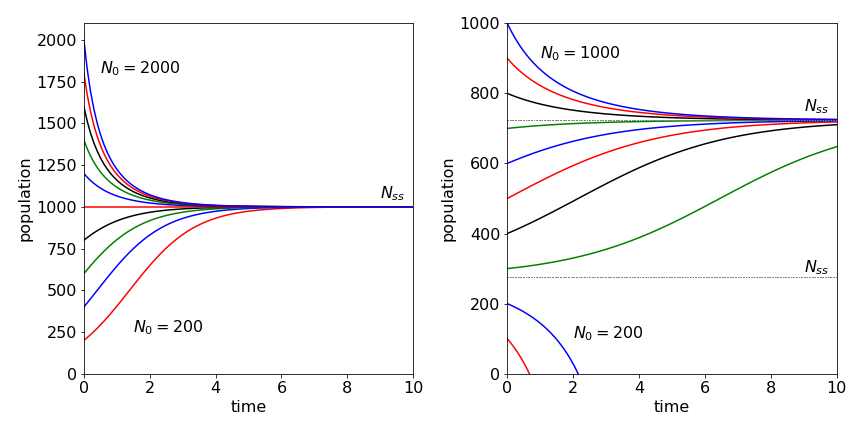 2000
1750
1500
1250
1000
750
500
250
0
population
N₀ = 2000
Nₛₛ
N₀ = 200
0 2 4 6 8 10
time
1000
800
600
400
200
0
population
N₀ = 1000
Nₛₛ
Nₛₛ
N₀ = 200
0 2 4 6 8 10
time